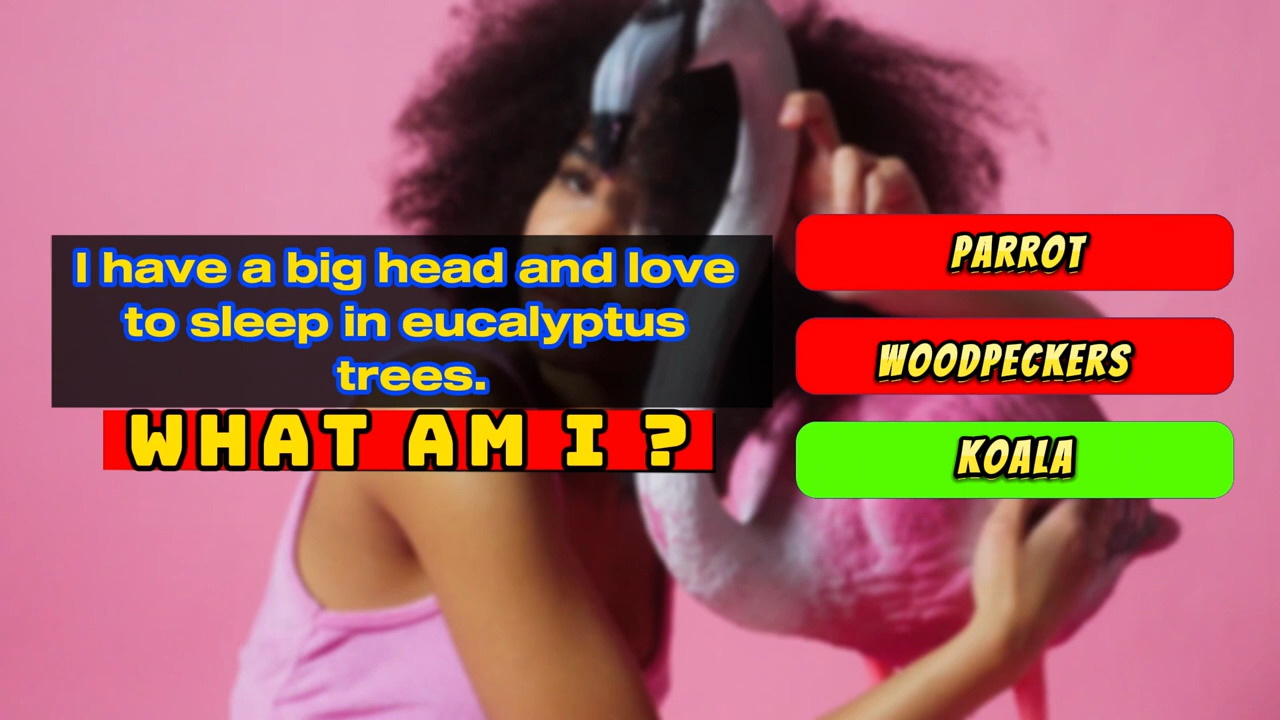 I have a big head and love
to sleep in eucalyptus
trees.
WHAT AM I ?
PARROT
WOODPECKERS
KOALA